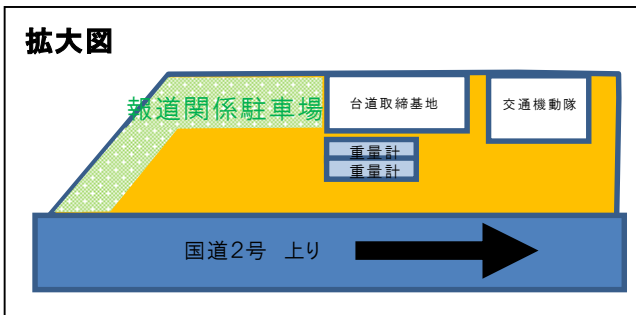 拡大図
報道関係駐車場
台道取締基地
交通機動隊
重量計
重量計
国道2号 上り